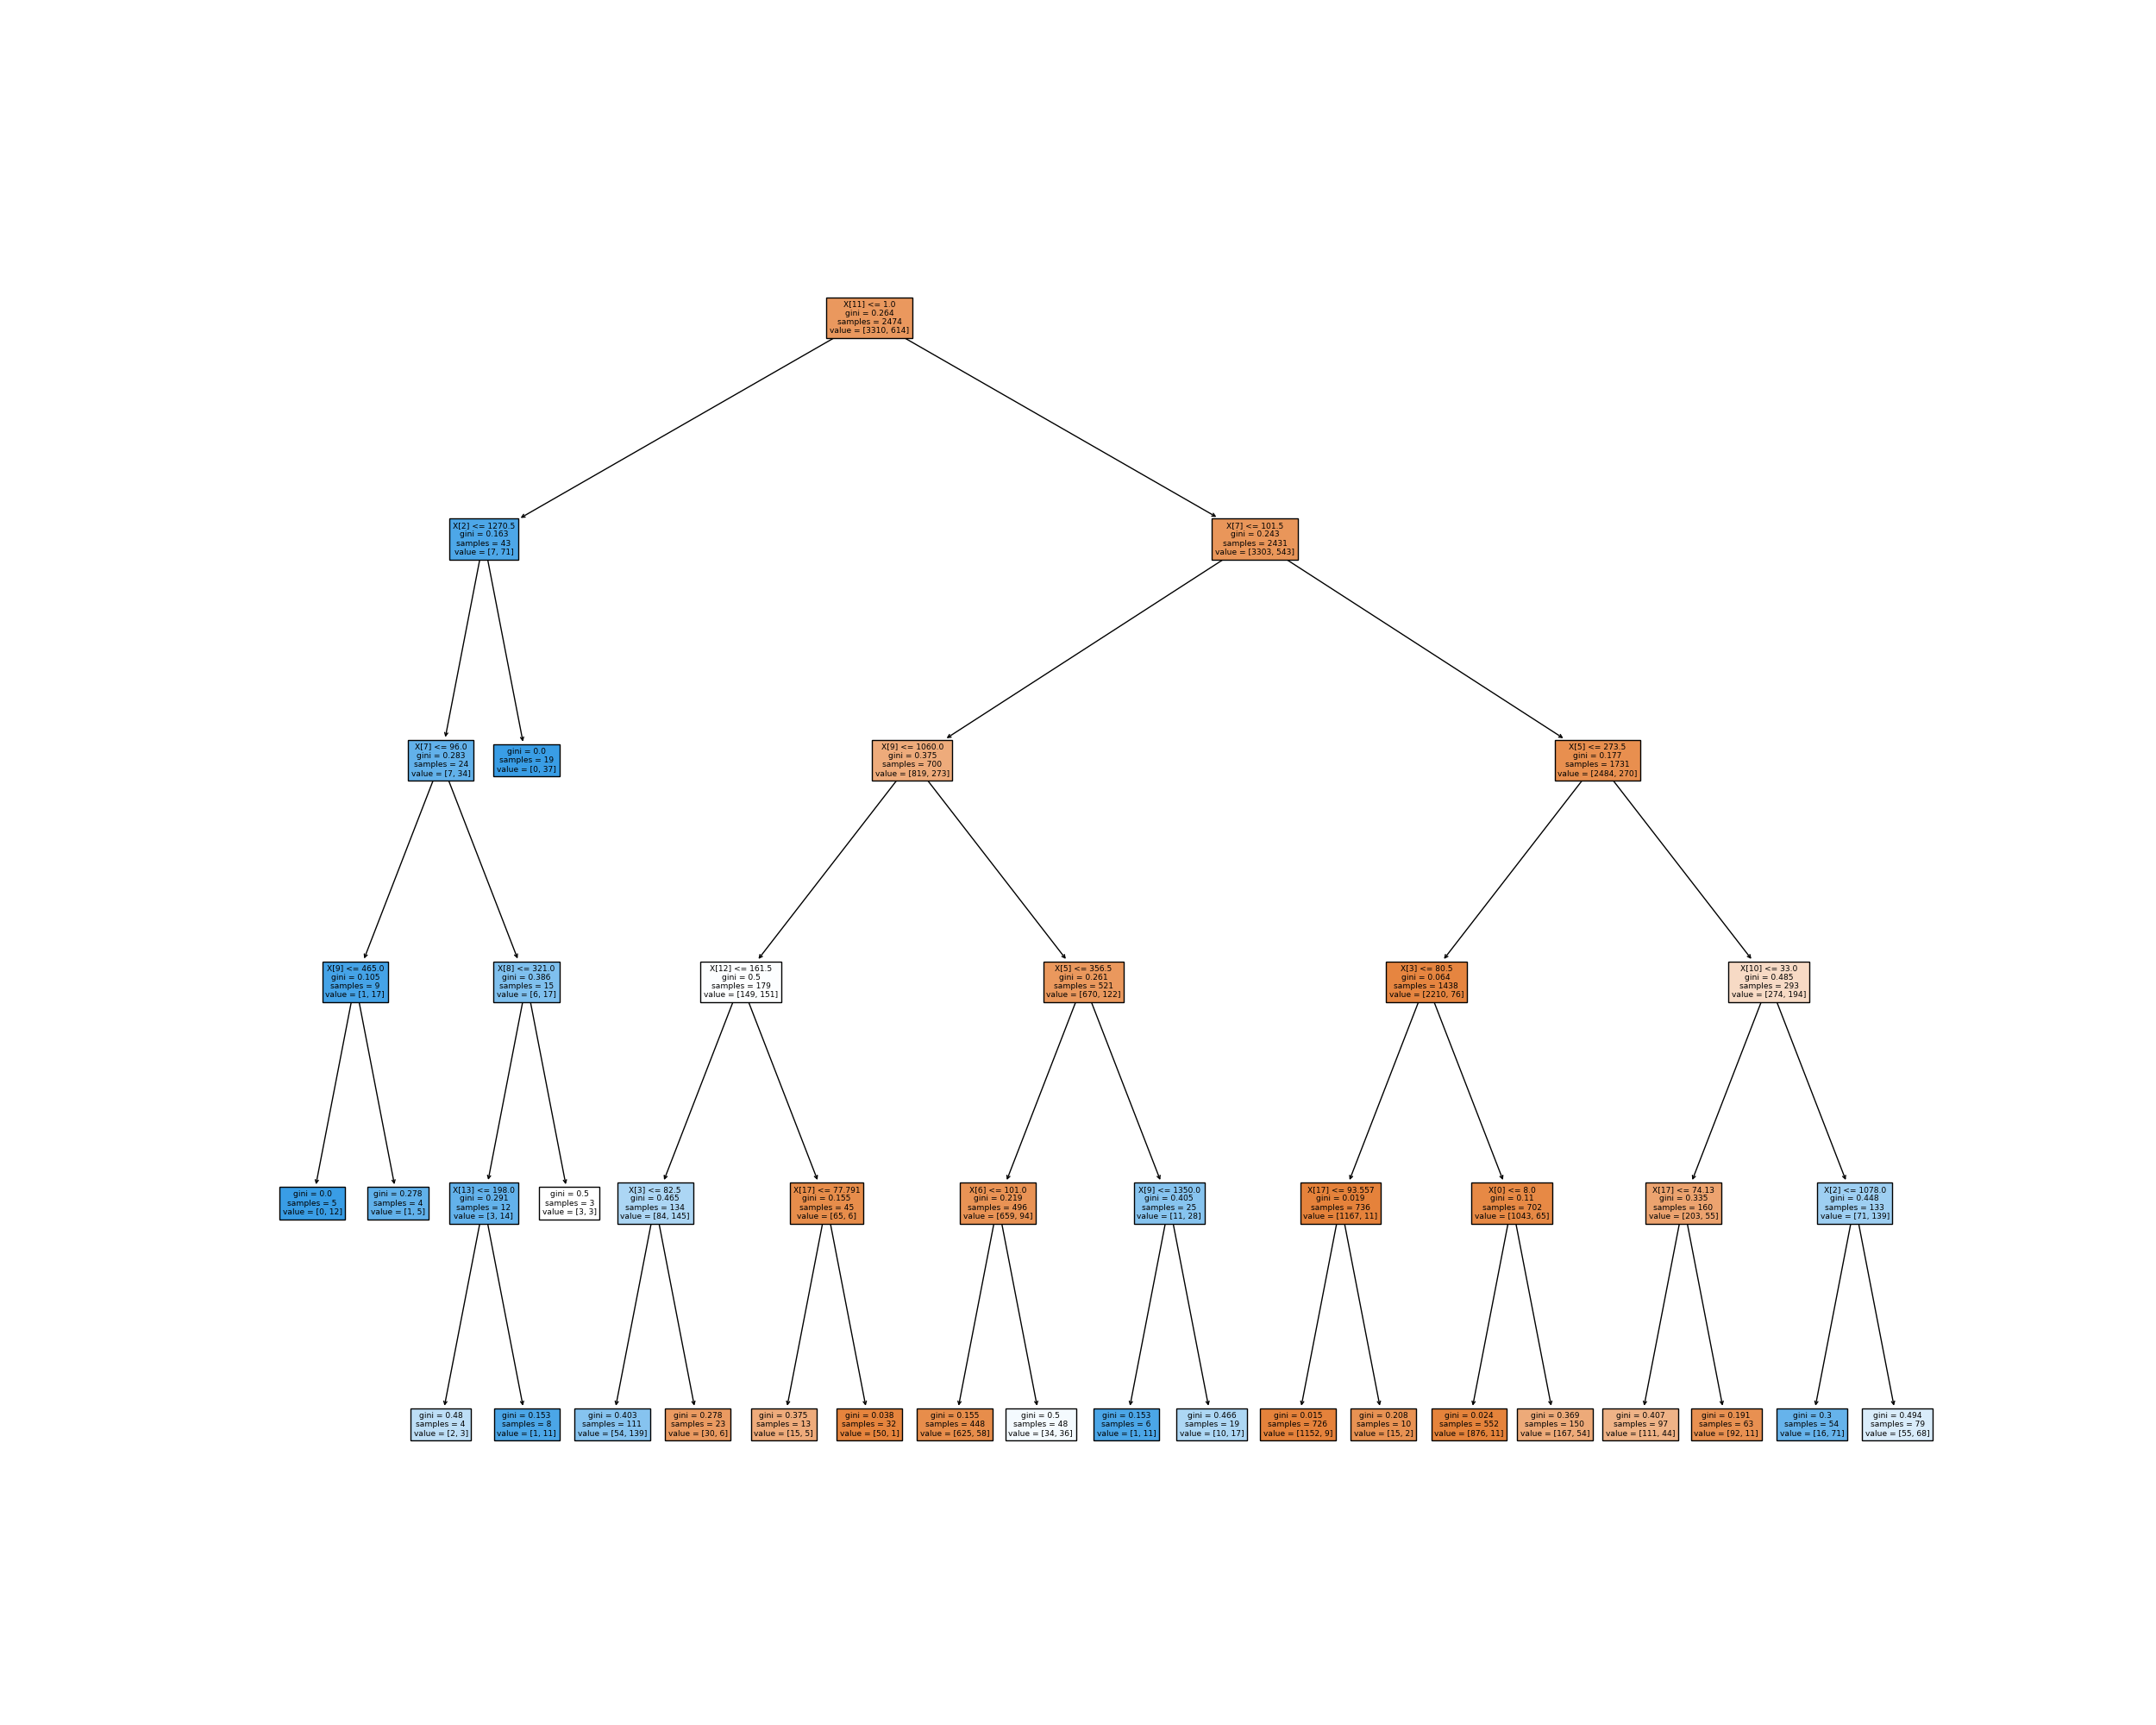 X[11] <= 1.0
gini = 0.264
samples = 2474
value = [3310, 614]
X[2] <= 1270.5
gini = 0.163
samples = 43
value = [7, 71]
X[7] <= 101.5
gini = 0.243
samples = 2431
value = [3303, 543]
X[7] <= 96.0
gini = 0.283
samples = 24
value = [7, 34]
gini = 0.0
samples = 19
value = [0, 37]
X[9] <= 1060.0
gini = 0.375
samples = 700
value = [819, 273]
X[5] <= 273.5
gini = 0.177
samples = 1731
value = [2484, 270]
X[9] <= 465.0
gini = 0.105
samples = 9
value = [1, 17]
X[8] <= 321.0
gini = 0.386
samples = 15
value = [6, 17]
X[12] <= 161.5
gini = 0.5
samples = 179
value = [149, 151]
X[5] <= 356.5
gini = 0.261
samples = 521
value = [670, 122]
X[3] <= 80.5
gini = 0.064
samples = 1438
value = [2210, 76]
X[10] <= 33.0
gini = 0.485
samples = 293
value = [274, 194]
gini = 0.0
samples = 5
value = [0, 12]
gini = 0.278
samples = 4
value = [1, 5]
X[13] <= 198.0
gini = 0.291
samples = 12
value = [3, 14]
gini = 0.5
samples = 3
value = [3, 3]
X[3] <= 82.5
gini = 0.465
samples = 134
value = [84, 145]
X[17] <= 77.791
gini = 0.155
samples = 45
value = [65, 6]
X[6] <= 101.0
gini = 0.219
samples = 496
value = [659, 94]
X[9] <= 1350.0
gini = 0.405
samples = 25
value = [11, 28]
X[17] <= 93.557
gini = 0.019
samples = 736
value = [1167, 11]
X[0] <= 8.0
gini = 0.11
samples = 702
value = [1043, 65]
X[17] <= 74.13
gini = 0.335
samples = 160
value = [203, 55]
X[2] <= 1078.0
gini = 0.448
samples = 133
value = [71, 139]
gini = 0.48
samples = 4
value = [2, 3]
gini = 0.153
samples = 8
value = [1, 11]
gini = 0.403
samples = 111
value = [54, 139]
gini = 0.278
samples = 23
value = [30, 6]
gini = 0.375
samples = 13
value = [15, 5]
gini = 0.038
samples = 32
value = [50, 1]
gini = 0.155
samples = 448
value = [625, 58]
gini = 0.5
samples = 48
value = [34, 36]
gini = 0.153
samples = 6
value = [1, 11]
gini = 0.466
samples = 19
value = [10, 17]
gini = 0.015
samples = 726
value = [1152, 9]
gini = 0.208
samples = 10
value = [15, 2]
gini = 0.024
samples = 552
value = [876, 11]
gini = 0.369
samples = 150
value = [167, 54]
gini = 0.407
samples = 97
value = [111, 44]
gini = 0.191
samples = 63
value = [92, 11]
gini = 0.3
samples = 54
value = [16, 71]
gini = 0.494
samples = 79
value = [55, 68]